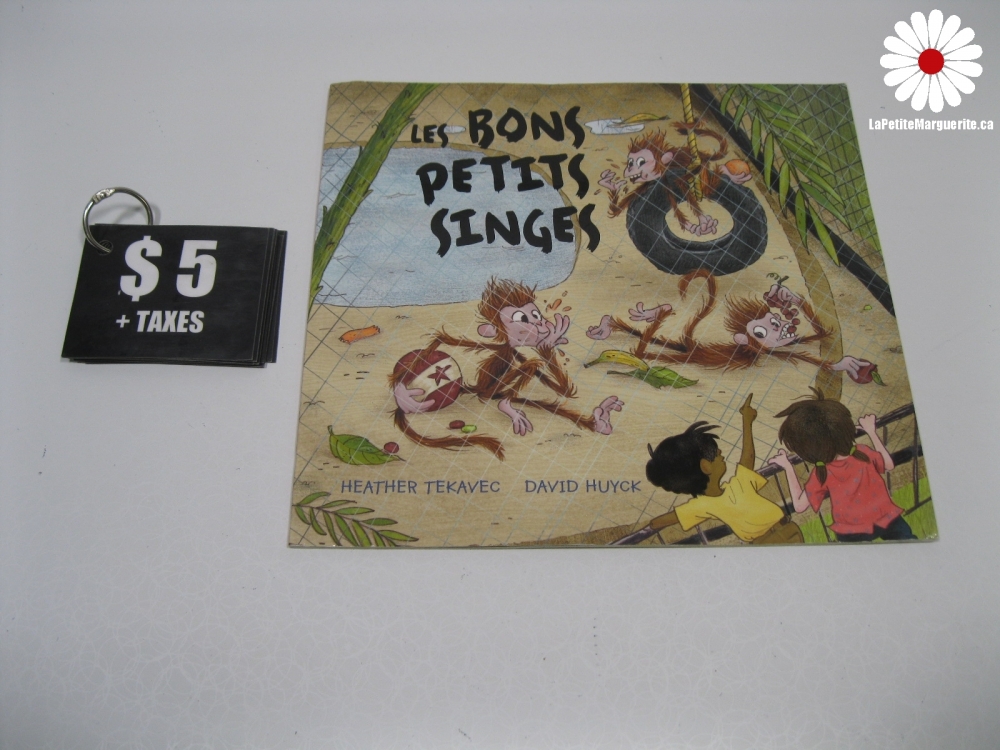 LaPetiteMarguerite.ca
LES BONS
PETITS
SINGES
$5
+ TAXES
HEATHER TEKAVEC DAVID HUYCK